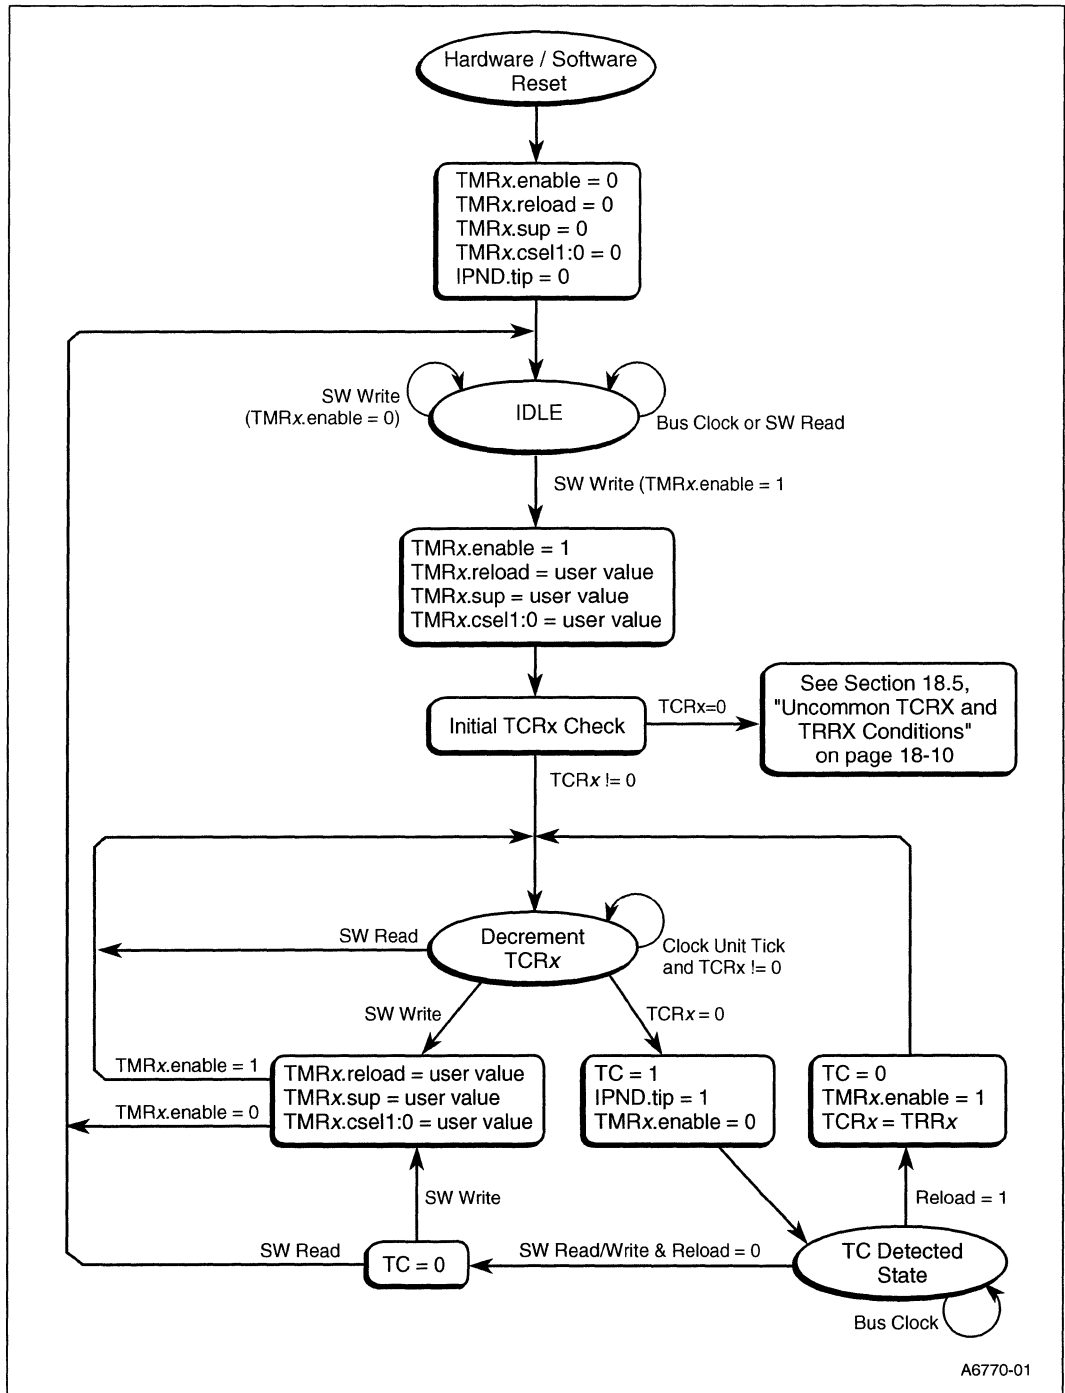 Hardware / Software
Reset
TMRx.enable = 0
TMRx.reload = 0
TMRx.sup = 0
TMRx.csel1:0 = 0
IPND.tip = 0
SW Write
(TMRx.enable = 0)
IDLE
Bus Clock or SW Read
SW Write (TMRx.enable = 1
TMRx.enable = 1
TMRx.reload = user value
TMRx.sup = user value
TMRx.csel1:0 = user value
Initial TCRx Check
TCRx=0
See Section 18.5,
"Uncommon TCRX and
TRRX Conditions"
on page 18-10
TCRx != 0
SW Read
Decrement
TCRx
Clock Unit Tick
and TCRx != 0
SW Write
TCRx = 0
TMRx.enable = 1
TMRx.enable = 0
TMRx.reload = user value
TMRx.sup = user value
TMRx.csel1:0 = user value
TC = 1
IPND.tip = 1
TMRx.enable = 0
TC = 0
TMRx.enable = 1
TCRx = TRRx
SW Write
Reload = 1
SW Read
TC = 0
SW Read/Write & Reload = 0
TC Detected
State
Bus Clock
A6770-01